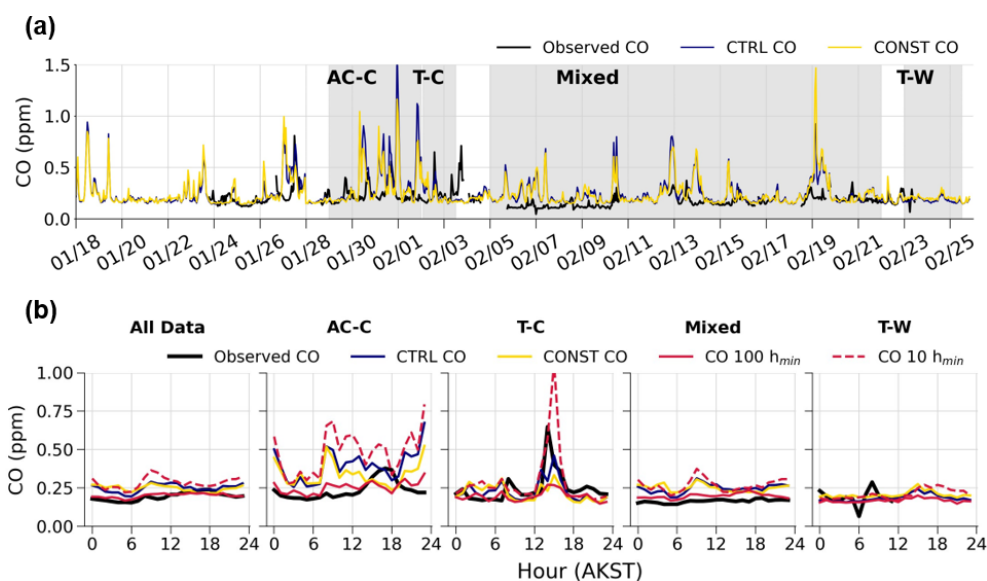 (a)
Observed CO CTRL CO CONST CO
AC-C T-C Mixed T-W
1.5
1.0
0.5
0.0
CO (ppm)
01/18 01/20 01/22 01/24 01/26 01/28 01/30 02/01 02/03 02/05 02/07 02/09 02/11 02/13 02/15 02/17 02/19 02/21 02/23 02/25
(b)
All Data AC-C T-C Mixed T-W
Observed CO CTRL CO CONST CO CO 100 hmin CO 10 hmin
1.00
0.75
0.50
0.25
0.00
CO (ppm)
0 6 12 18 24 0 6 12 18 24 0 6 12 18 24 0 6 12 18 24 0 6 12 18 24
Hour (AKST)